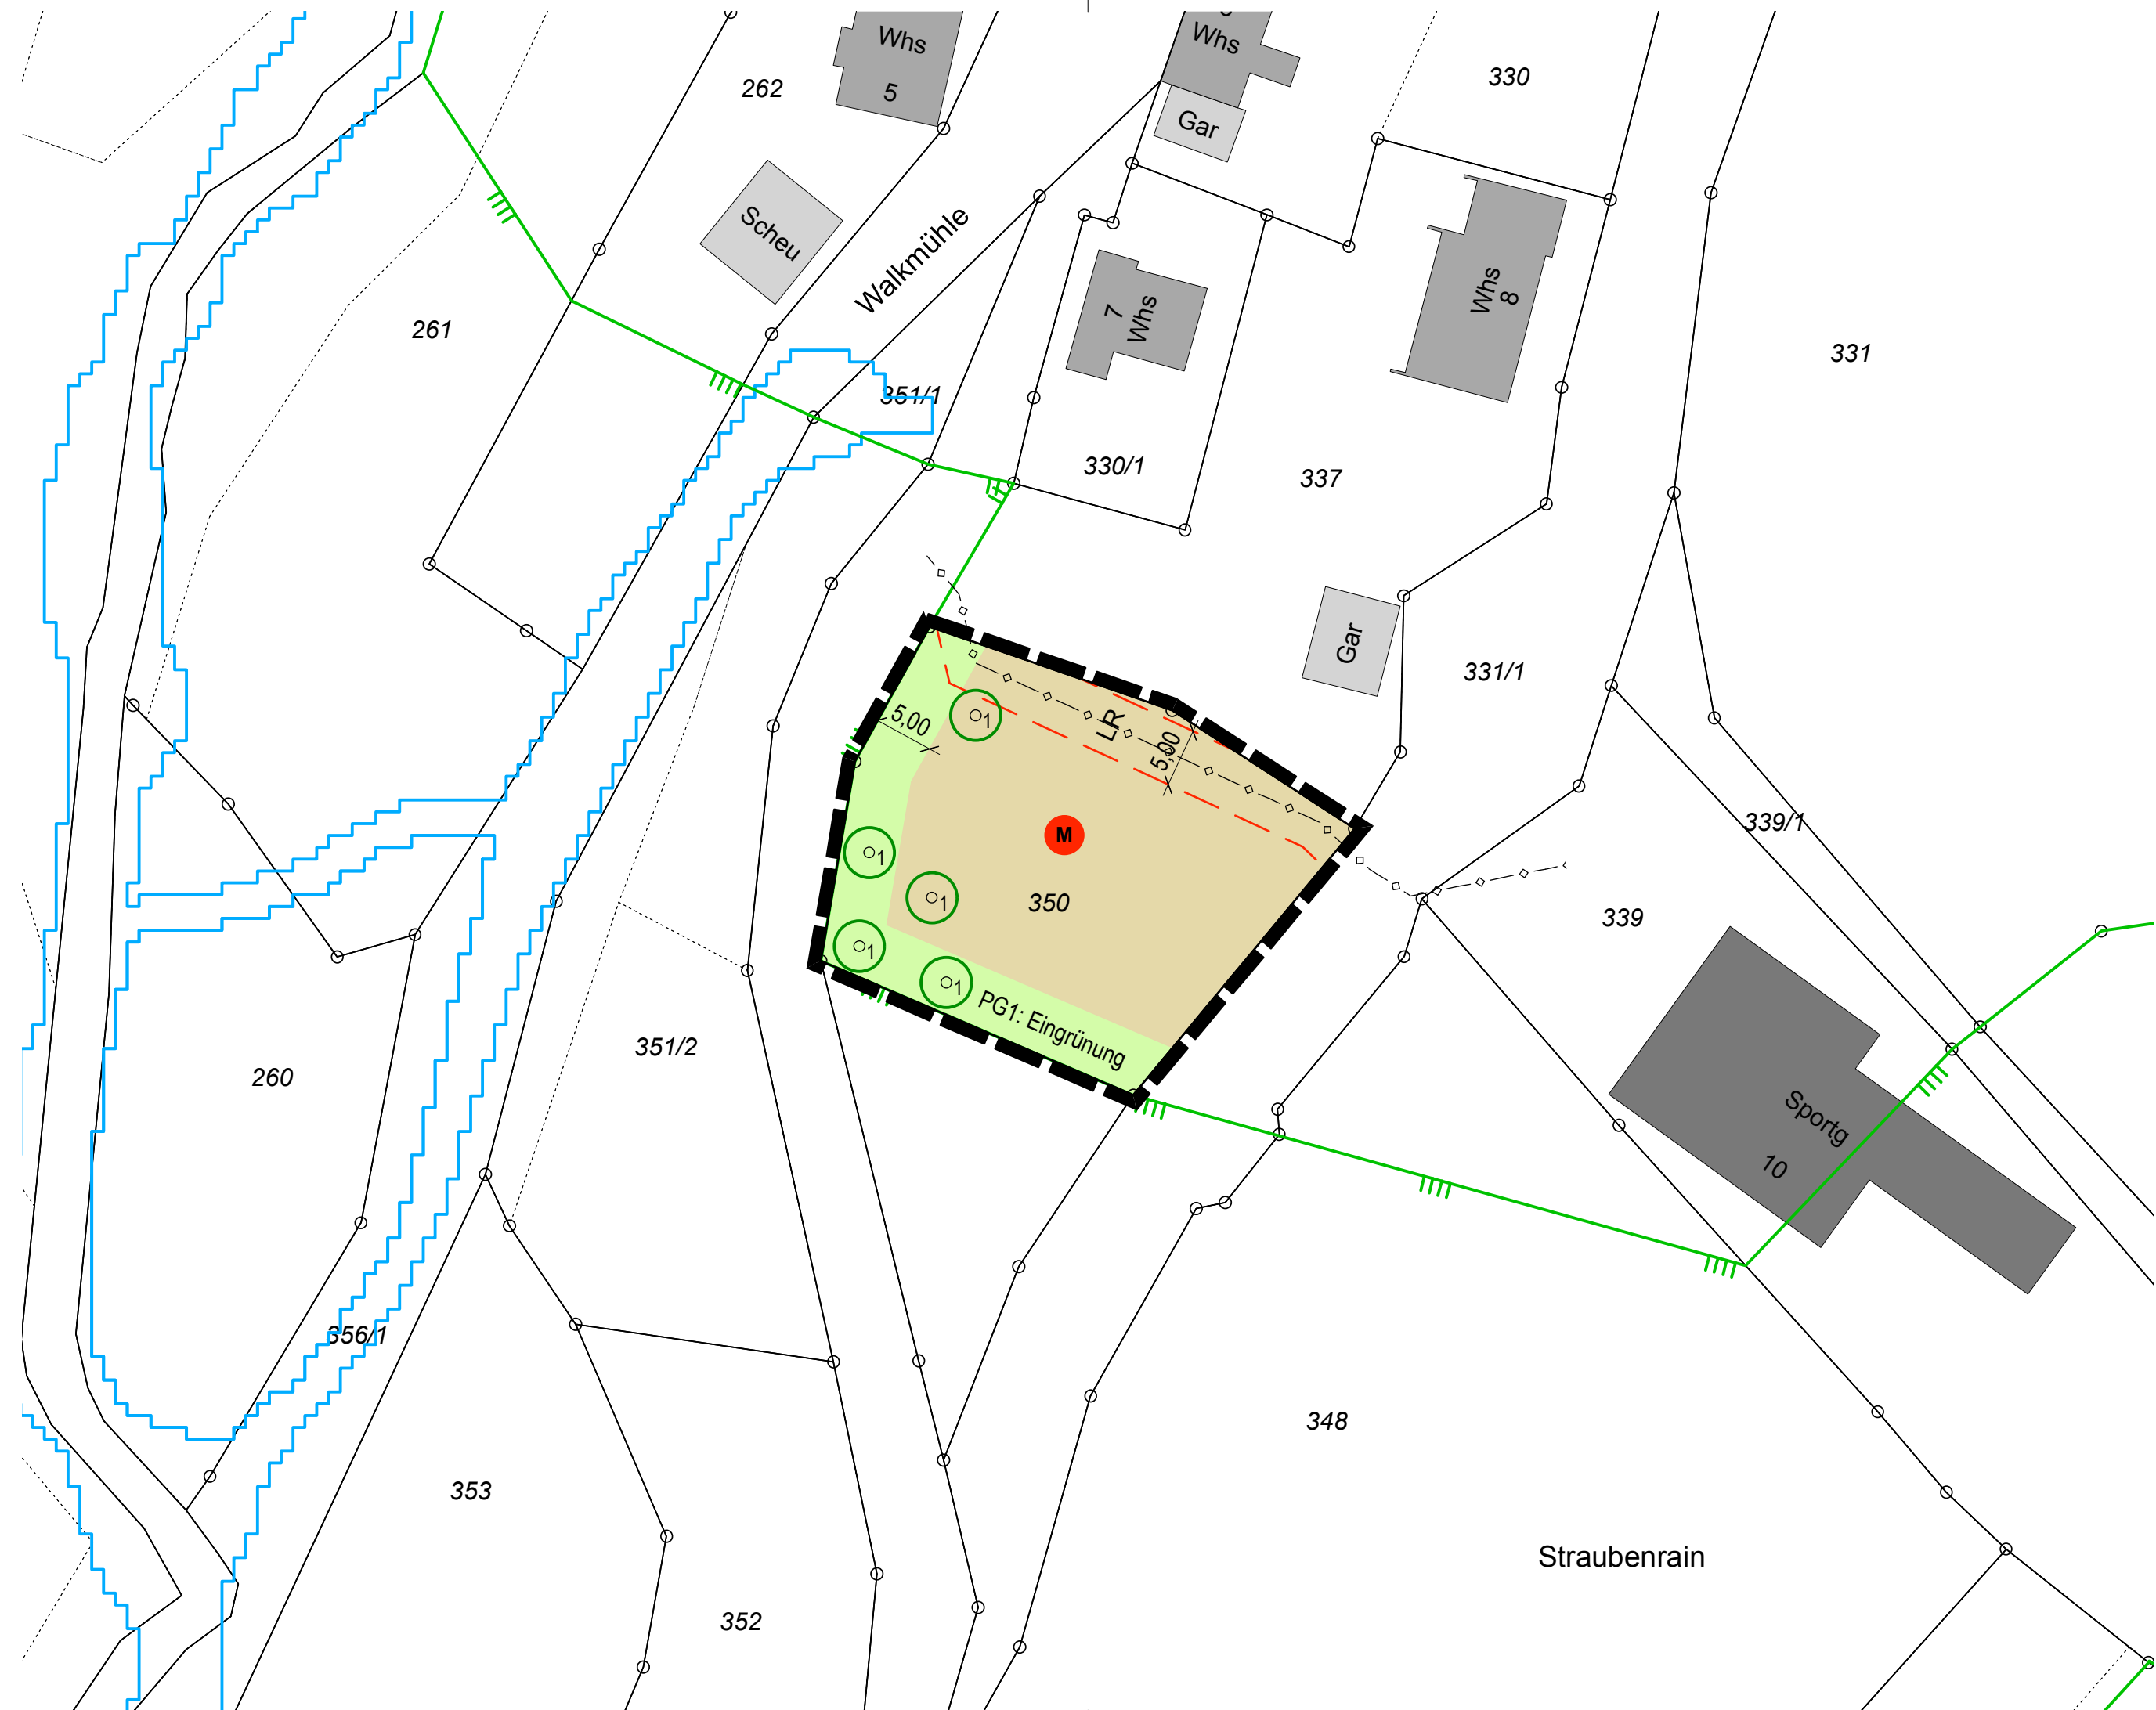 Whs
5
262
Whs
Gar
330
Scheu
Walkmühle
7
Whs
Whs
8
261
331
351/1
330/1
337
Gar
331/1
5,00
1
LR
5,00
M
339/1
1
1
350
339
1
1
PG1: Eingrünung
351/2
260
Sportg
10
356/1
348
353
Straubenrain
352